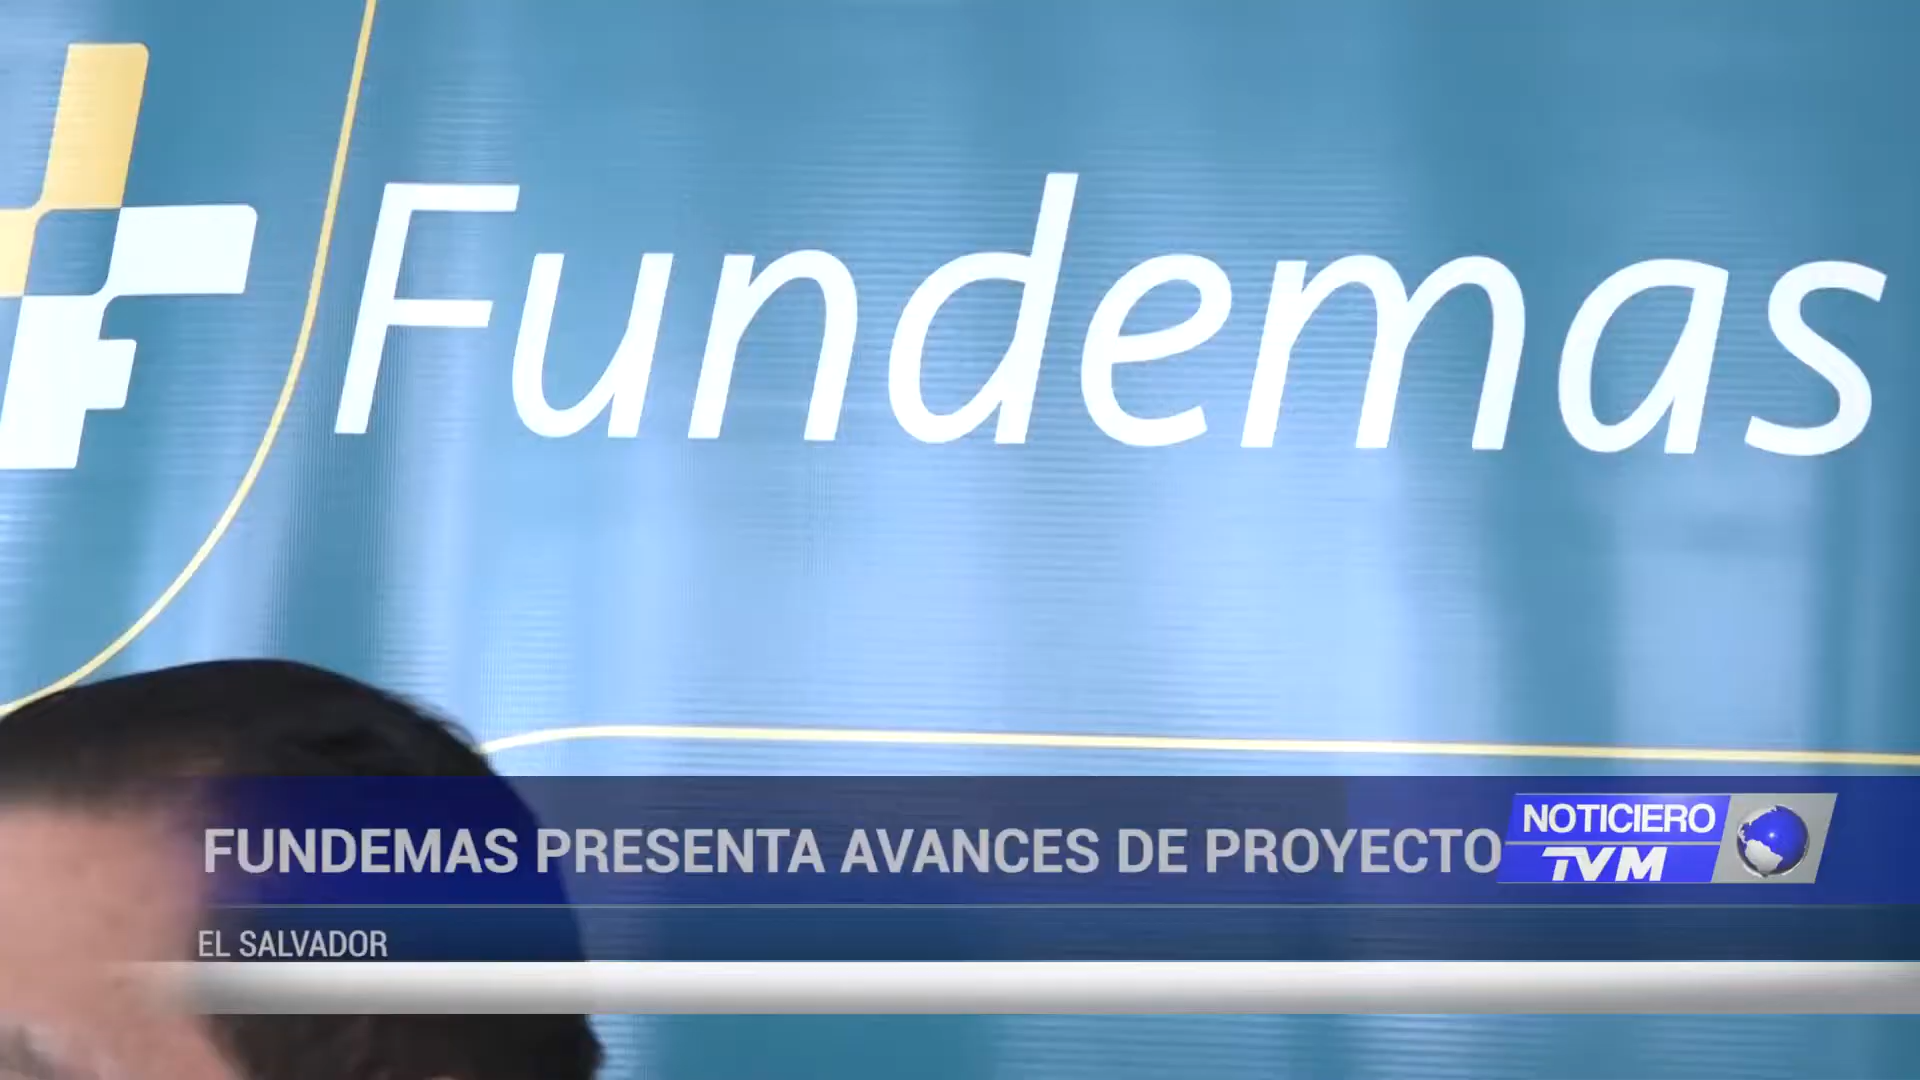 Fundemas
FUNDEMAS PRESENTA AVANCES DE PROYECTO
NOTICIERO
TVM
EL SALVADOR